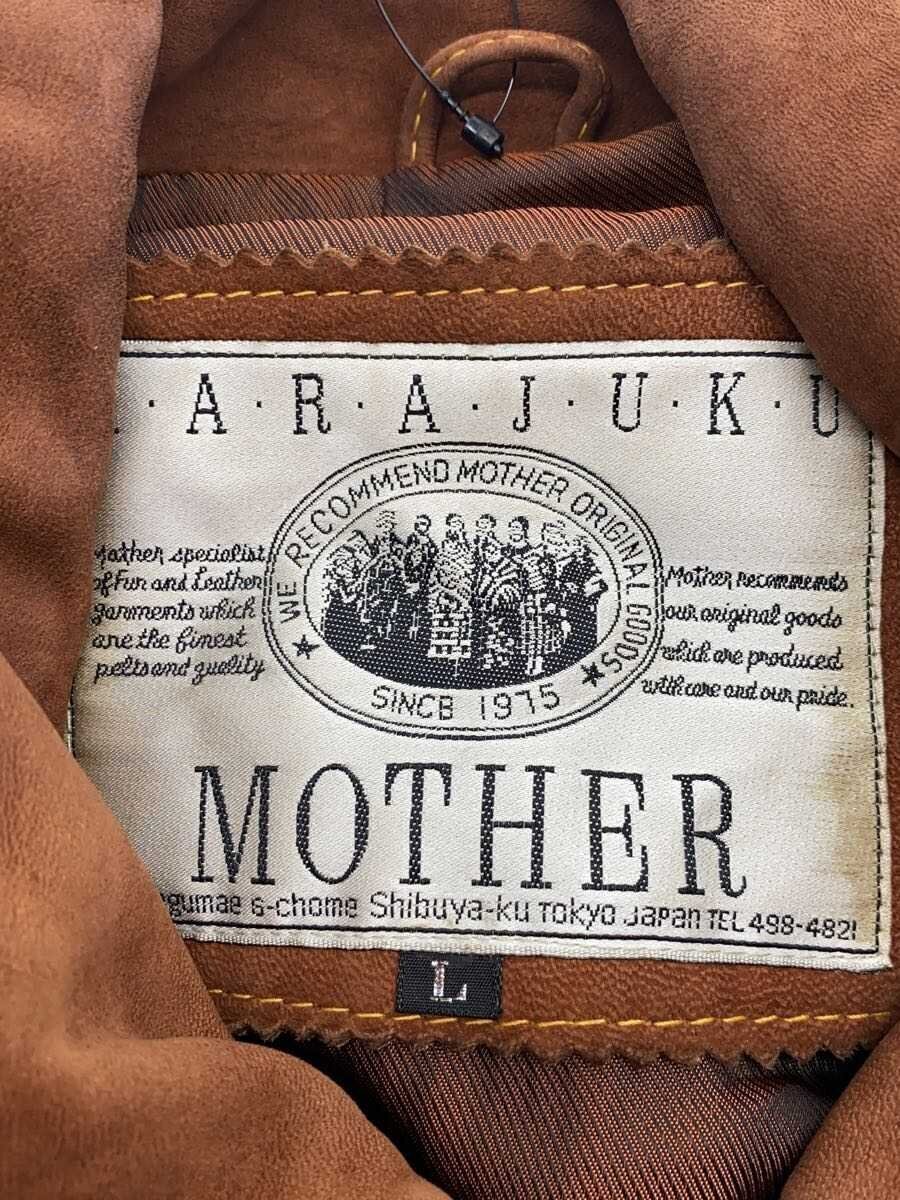 A·R·A·J·U·K·U
WE RECOMMEND MOTHER ORIGINAL GOODS
SINCE 1975
Mother specialist
of Fur and Leather
garments which
are the finest
pelts and quality
Mother recommends
our original goods
which are produced
with care and our pride.
MOTHER
gumae 6-chome Shibuya-ku Tokyo Japan TEL 498-4821
L